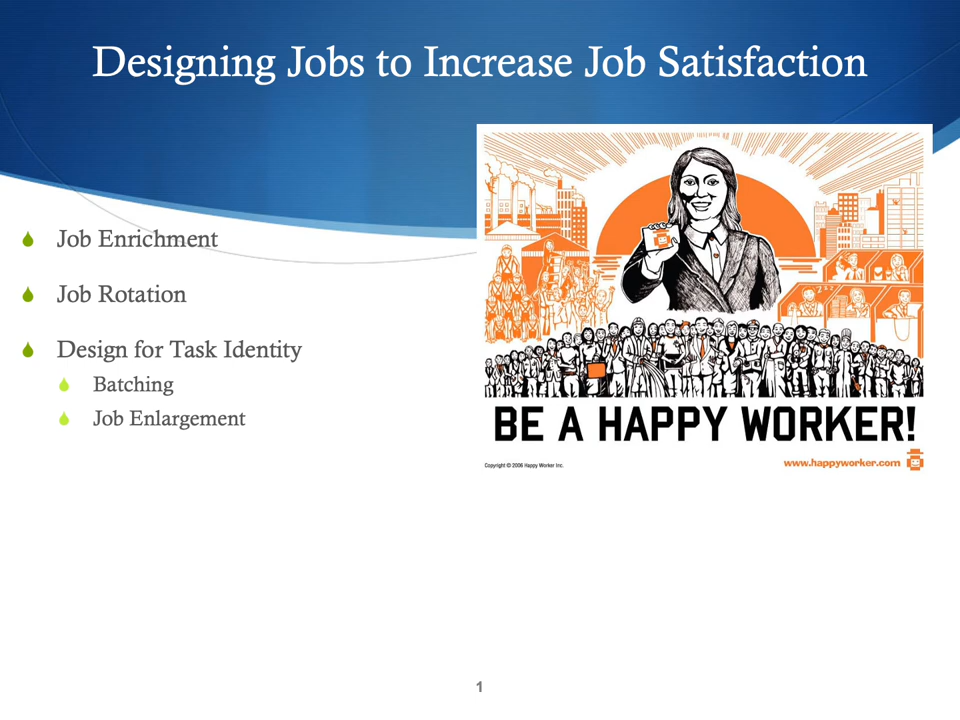 Designing Jobs to Increase Job Satisfaction
Job Enrichment
Job Rotation
Design for Task Identity
Batching
Job Enlargement
BE A HAPPY WORKER!
Copyright © 2006 Happy Worker Inc.
www.happyworker.com
1